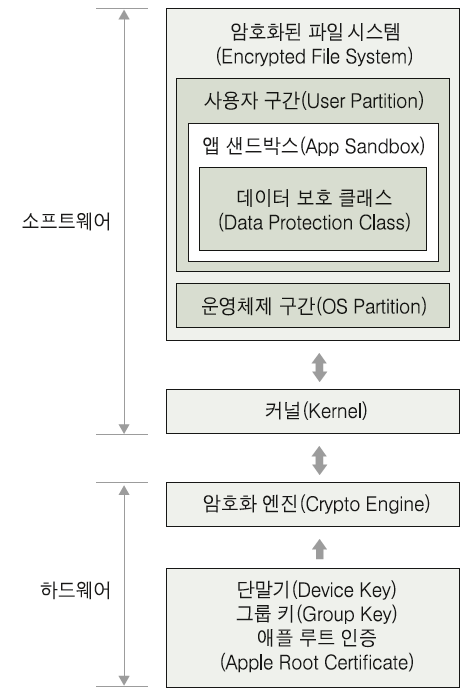 암호화된 파일 시스템
(Encrypted File System)
사용자 구간(User Partition)
앱 샌드박스(App Sandbox)
데이터 보호 클래스
(Data Protection Class)
소프트웨어
운영체제 구간(OS Partition)
커널(Kernel)
암호화 엔진(Crypto Engine)
하드웨어
단말기(Device Key)
그룹 키(Group Key)
애플 루트 인증
(Apple Root Certificate)